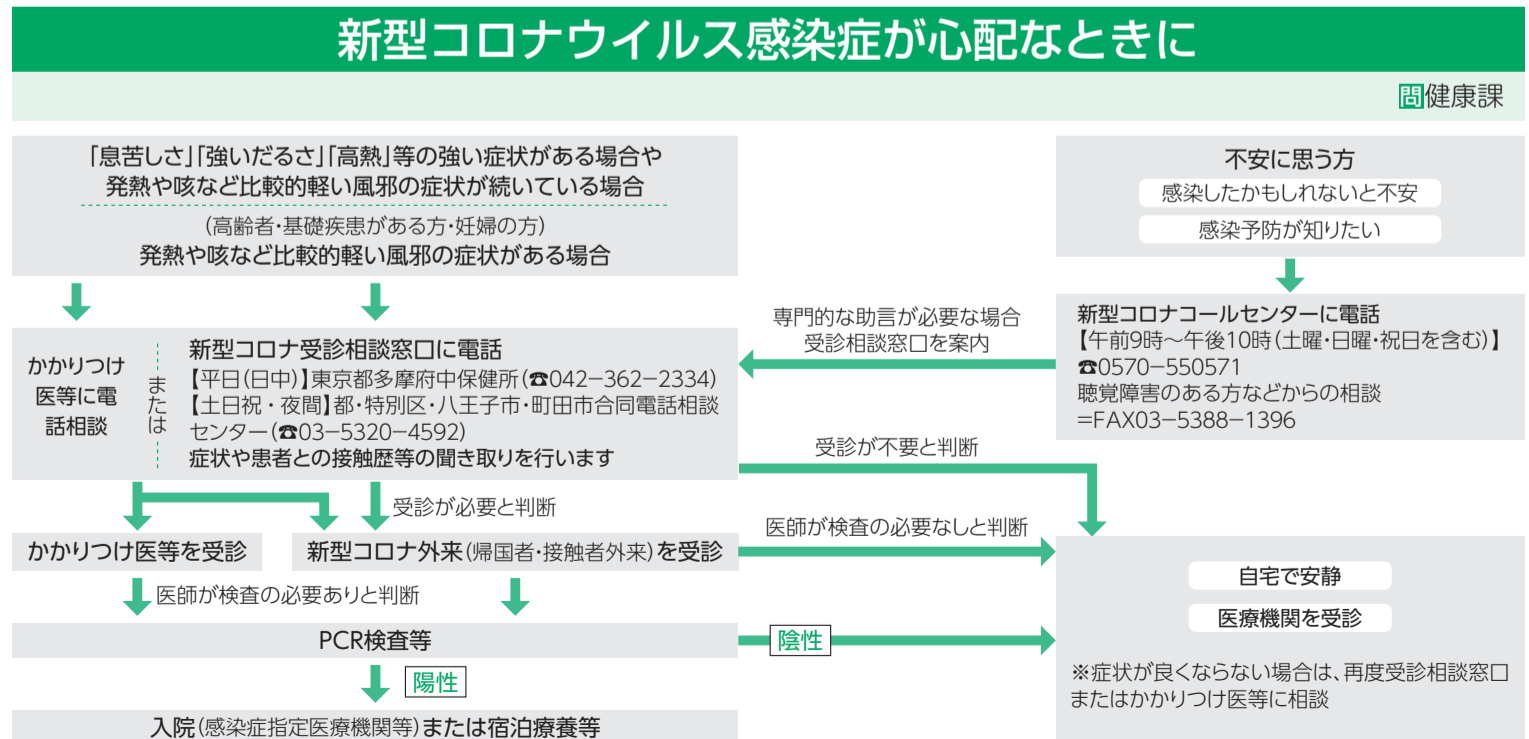 新型コロナウイルス感染症が心配なときに
問健康課
「息苦しさ」「強いだるさ」「高熱」等の強い症状がある場合や
発熱や咳など比較的軽い風邪の症状が続いている場合
(高齢者・基礎疾患がある方・妊婦の方)
発熱や咳など比較的軽い風邪の症状がある場合
不安に思う方
感染したかもしれないと不安
感染予防が知りたい
かかりつけ
医等に電
話相談
または
新型コロナ受診相談窓口に電話
【平日(日中)】東京都多摩府中保健所(☎042−362−2334)
【土日祝・夜間】都・特別区・八王子市・町田市合同電話相談
センター(☎03−5320−4592)
症状や患者との接触歴等の聞き取りを行います
専門的な助言が必要な場合
受診相談窓口を案内
新型コロナコールセンターに電話
【午前9時〜午後10時(土曜・日曜・祝日を含む)】
☎0570−550571
聴覚障害のある方などからの相談
=FAX03−5388−1396
受診が不要と判断
受診が必要と判断
医師が検査の必要なしと判断
かかりつけ医等を受診
新型コロナ外来(帰国者・接触者外来)を受診
医師が検査の必要ありと判断
自宅で安静
医療機関を受診
※症状が良くならない場合は、再度受診相談窓口
またはかかりつけ医等に相談
PCR検査等
陰性
陽性
入院(感染症指定医療機関等)または宿泊療養等